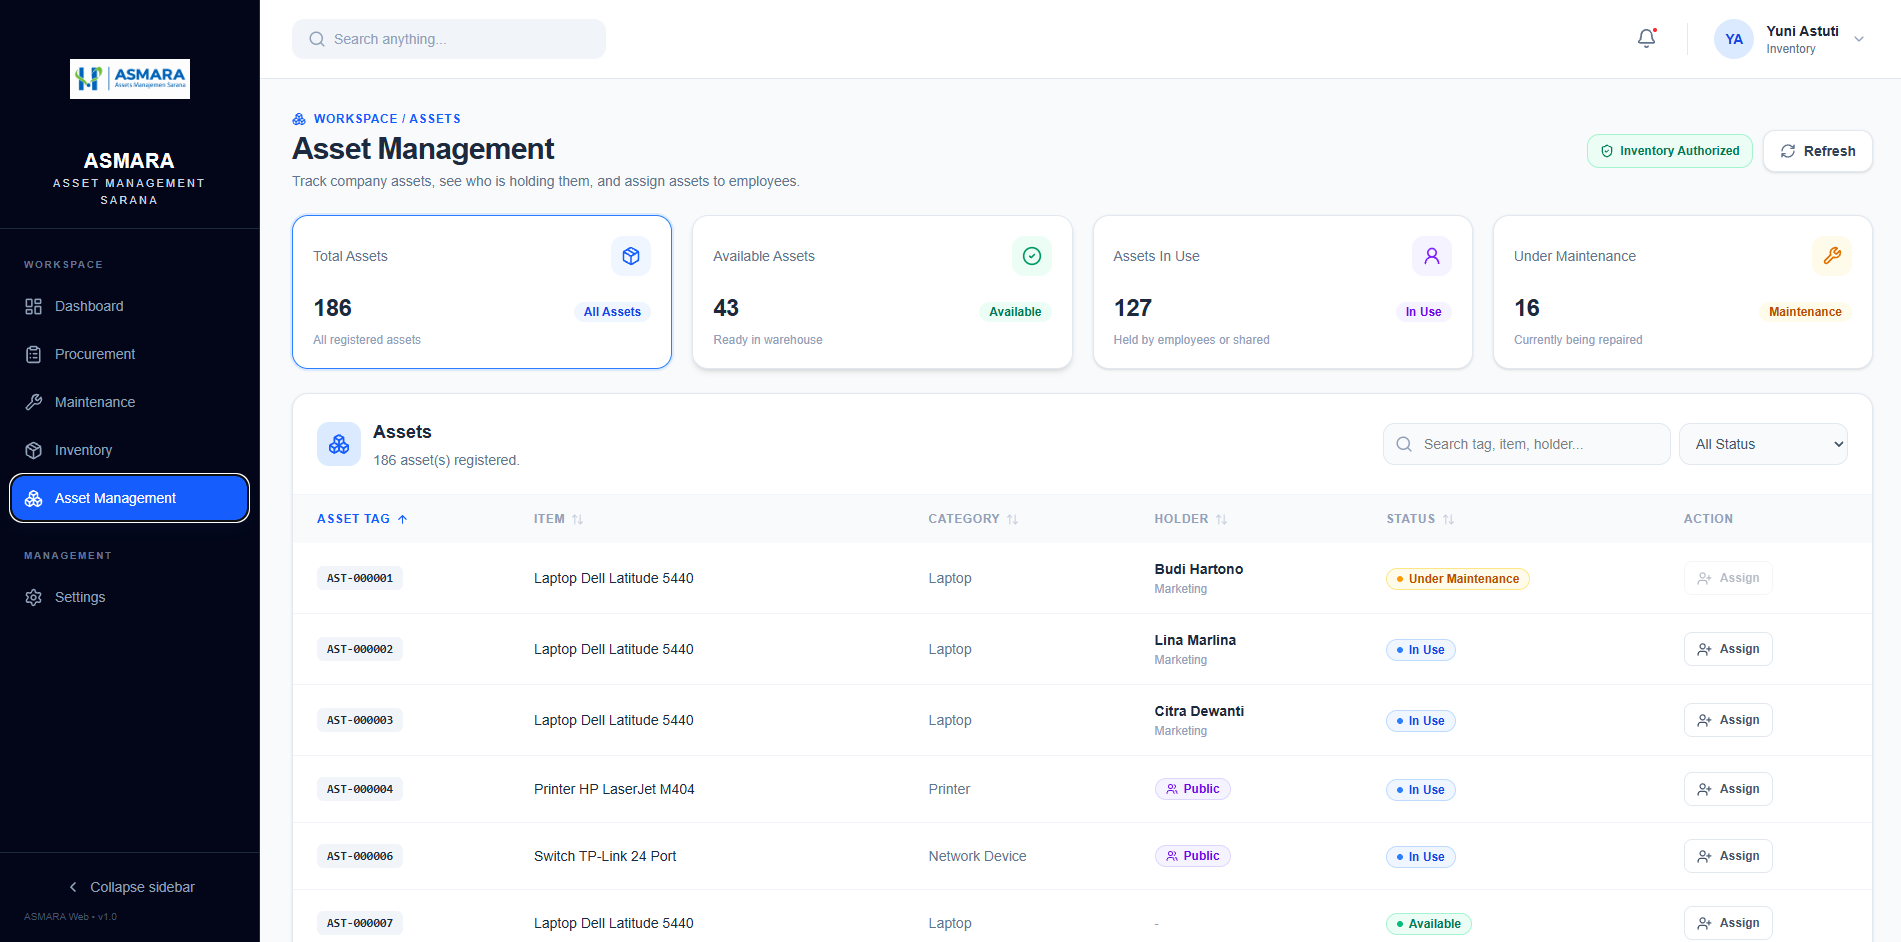 ASMARA
Assets Manajemen Sarana
ASMARA
ASSET MANAGEMENT
SARANA
WORKSPACE
Dashboard
Procurement
Maintenance
Inventory
Asset Management
MANAGEMENT
Settings
Collapse sidebar
ASMARA Web • v1.0
Search anything...
YA
Yuni Astuti
Inventory
WORKSPACE / ASSETS
Asset Management
Track company assets, see who is holding them, and assign assets to employees.
Inventory Authorized
Refresh
Total Assets
186
All Assets
All registered assets
Available Assets
43
Available
Ready in warehouse
Assets In Use
127
In Use
Held by employees or shared
Under Maintenance
16
Maintenance
Currently being repaired
Assets
186 asset(s) registered.
Search tag, item, holder...
All Status
ASSET TAG ITEM CATEGORY HOLDER STATUS ACTION
AST-000001 Laptop Dell Latitude 5440 Laptop Budi Hartono Under Maintenance Assign
Marketing
AST-000002 Laptop Dell Latitude 5440 Laptop Lina Marlina In Use Assign
Marketing
AST-000003 Laptop Dell Latitude 5440 Laptop Citra Dewanti In Use Assign
Marketing
AST-000004 Printer HP LaserJet M404 Printer Public In Use Assign
AST-000006 Switch TP-Link 24 Port Network Device Public In Use Assign
AST-000007 Laptop Dell Latitude 5440 Laptop - Available Assign